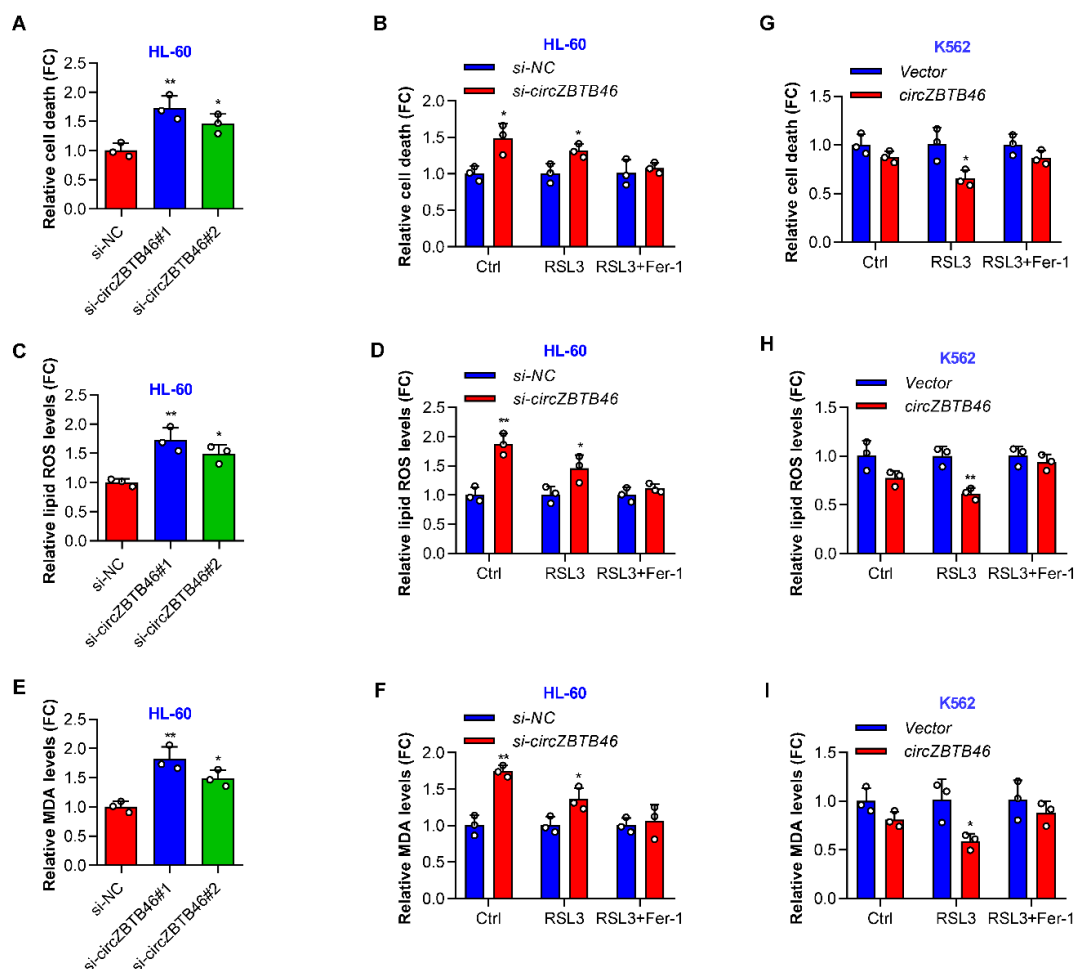 A
HL-60
Relative cell death (FC)
2.5
2.0
1.5
1.0
0.5
0.0
**
*
si-NC
si-circZBTB46#1
si-circZBTB46#2
B
HL-60
si-NC
si-circZBTB46
Relative cell death (FC)
2.0
1.5
1.0
0.5
0.0
*
*
Ctrl RSL3 RSL3+Fer-1
G
K562
Vector
circZBTB46
Relative cell death (FC)
1.5
1.0
0.5
0.0
*
Ctrl RSL3 RSL3+Fer-1
C
HL-60
Relative lipid ROS levels (FC)
2.5
2.0
1.5
1.0
0.5
0.0
**
*
si-NC
si-circZBTB46#1
si-circZBTB46#2
D
HL-60
si-NC
si-circZBTB46
Relative lipid ROS levels (FC)
2.5
2.0
1.5
1.0
0.5
0.0
**
*
Ctrl RSL3 RSL3+Fer-1
H
K562
Vector
circZBTB46
Relative lipid ROS levels (FC)
1.5
1.0
0.5
0.0
**
Ctrl RSL3 RSL3+Fer-1
E
HL-60
Relative MDA levels (FC)
2.5
2.0
1.5
1.0
0.5
0.0
**
*
si-NC
si-circZBTB46#1
si-circZBTB46#2
F
HL-60
si-NC
si-circZBTB46
Relative MDA levels (FC)
2.0
1.5
1.0
0.5
0.0
**
*
Ctrl RSL3 RSL3+Fer-1
I
K562
Vector
circZBTB46
Relative MDA levels (FC)
1.5
1.0
0.5
0.0
*
Ctrl RSL3 RSL3+Fer-1